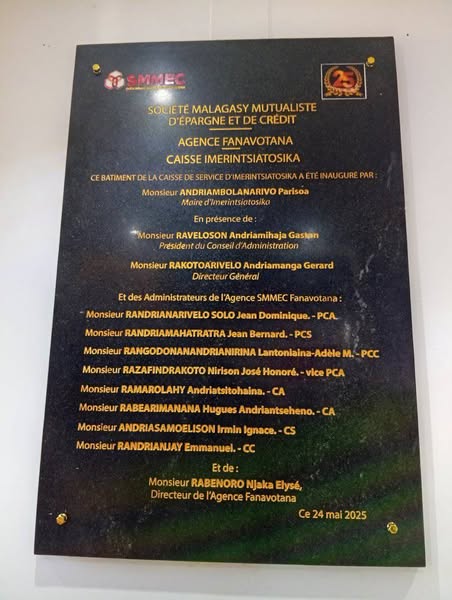 SMMEC
SOCIÉTÉ MALAGASY MUTUALISTE
D'ÉPARGNE ET DE CRÉDIT
25
AGENCE FANAVOTANA
CAISSE IMERINTSIATOSIKA
CE BATIMENT DE LA CAISSE DE SERVICE D'IMERINTSIATOSIKA A ÉTÉ INAUGURÉ PAR :
Monsieur ANDRIAMBOLANARIVO Parisoa
Maire d'Imerintsiatosika
En présence de :
Monsieur RAVELOSON Andriamihaja Gaston
Président du Conseil d'Administration
Monsieur RAKOTOARIVELO Andriamanga Gerard
Directeur Général
Et des Administrateurs de l'Agence SMMEC Fanavotana :
Monsieur RANDRIANARIVELO SOLO Jean Dominique. - PCA.
Monsieur RANDRIAMAHATRATRA Jean Bernard. - PCS
Monsieur RANGODONANANDRIANIRINA Lantoniaina-Adèle M. - PCC
Monsieur RAZAFINDRAKOTO Nirison José Honoré. - vice PCA
Monsieur RAMAROLAHY Andriatsitohaina. - CA
Monsieur RABEARIMANANA Hugues Andriantseheno. - CA
Monsieur ANDRIASAMOELISON Irmin Ignace. - CS
Monsieur RANDRIANJAY Emmanuel. - CC
Et de :
Monsieur RABENORO Njaka Elysé,
Directeur de l'Agence Fanavotana
Ce 24 mai 2025